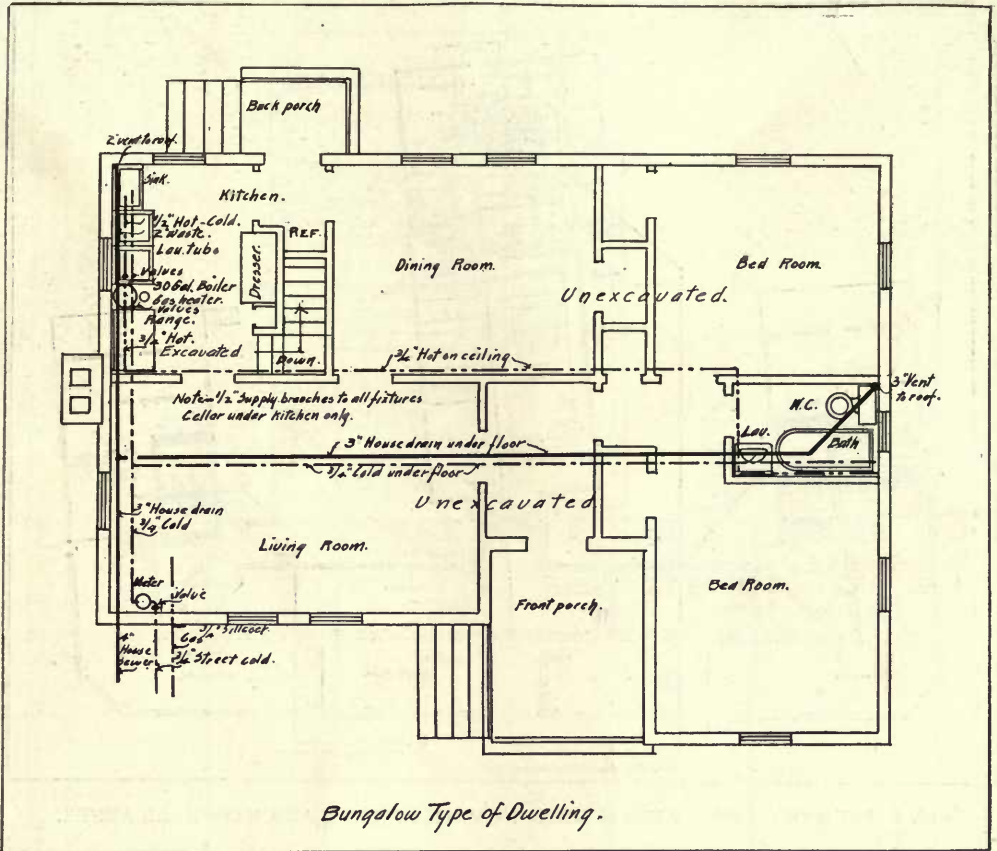 Back porch
2" vent to roof.
Sink.
Kitchen.
1/2" Hot-Cold.
2" Waste.
Lau. tubs
Valves
30 Gal. Boiler
Gas heater.
Valves
Range.
3/4" Hot.
Excavated
Dresser.
REF.
Down.
Dining Room.
Unexcavated.
Bed Room.
3/4" Hot on ceiling
Note- 1/2" Supply branches to all fixtures
Cellar under kitchen only.
3" Vent
to roof.
W.C.
Lau.
Bath
3" House drain under floor
3/4" Cold under floor
Unexcavated
3" House drain
3/4" Cold
Living Room.
Meter
Valve
Front porch.
Bed Room.
3/4" Sillcock.
Gas
4"
House
Sewer
3/4" Street cold.
Bungalow Type of Dwelling.